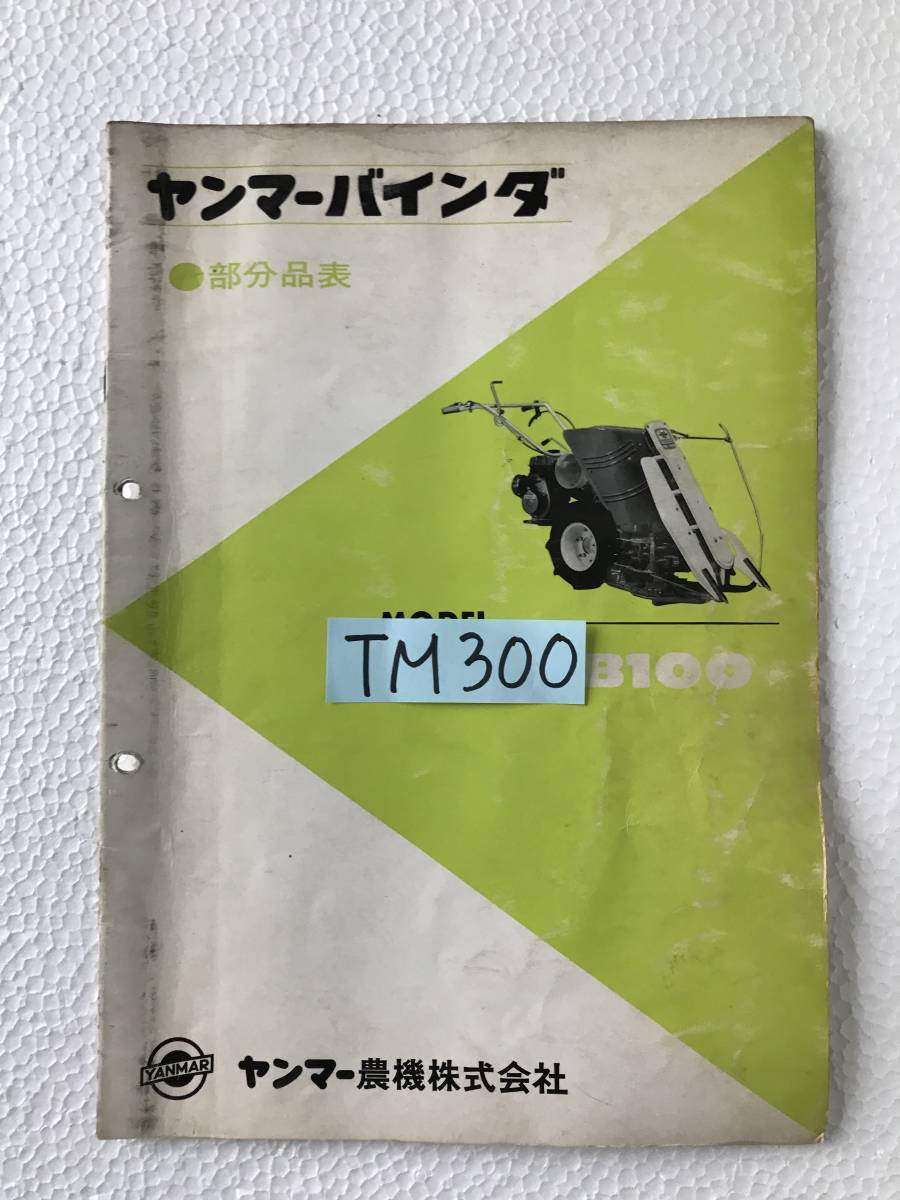 ヤンマーバインダ
●部分品表
MODEL
TM300
B100
YANMAR
ヤンマー農機株式会社